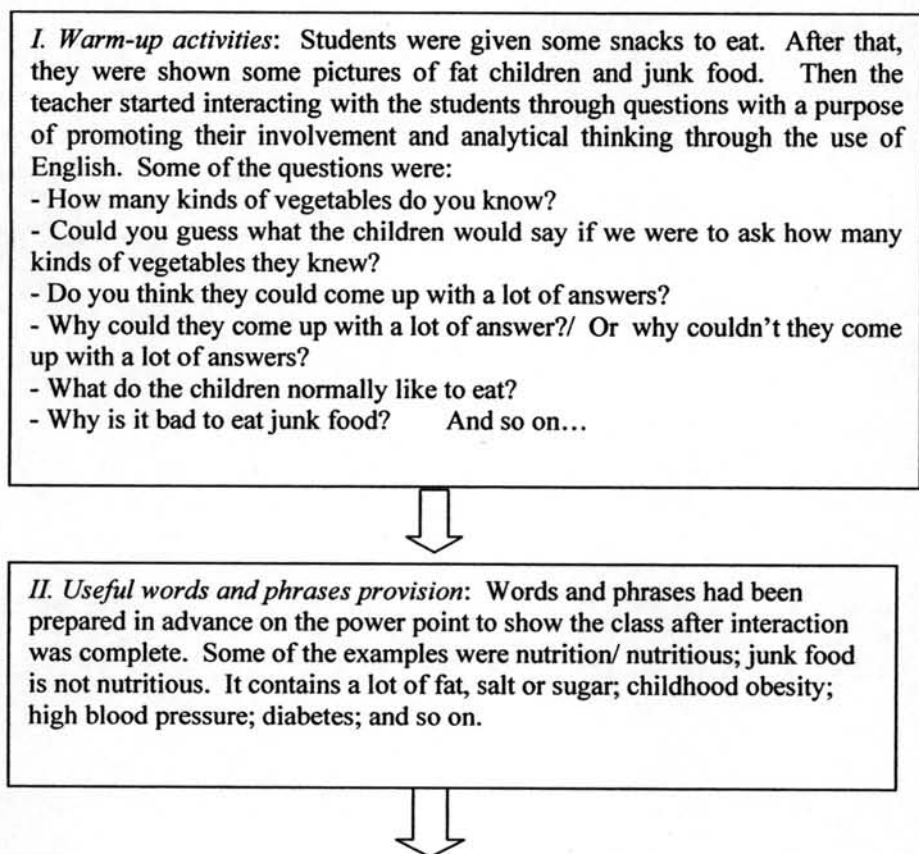 I. Warm-up activities: Students were given some snacks to eat. After that,
they were shown some pictures of fat children and junk food. Then the
teacher started interacting with the students through questions with a purpose
of promoting their involvement and analytical thinking through the use of
English. Some of the questions were:
- How many kinds of vegetables do you know?
- Could you guess what the children would say if we were to ask how many
kinds of vegetables they knew?
- Do you think they could come up with a lot of answers?
- Why could they come up with a lot of answer?/ Or why couldn't they come
up with a lot of answers?
- What do the children normally like to eat?
- Why is it bad to eat junk food? And so on…
II. Useful words and phrases provision: Words and phrases had been
prepared in advance on the power point to show the class after interaction
was complete. Some of the examples were nutrition/ nutritious; junk food
is not nutritious. It contains a lot of fat, salt or sugar; childhood obesity;
high blood pressure; diabetes; and so on.